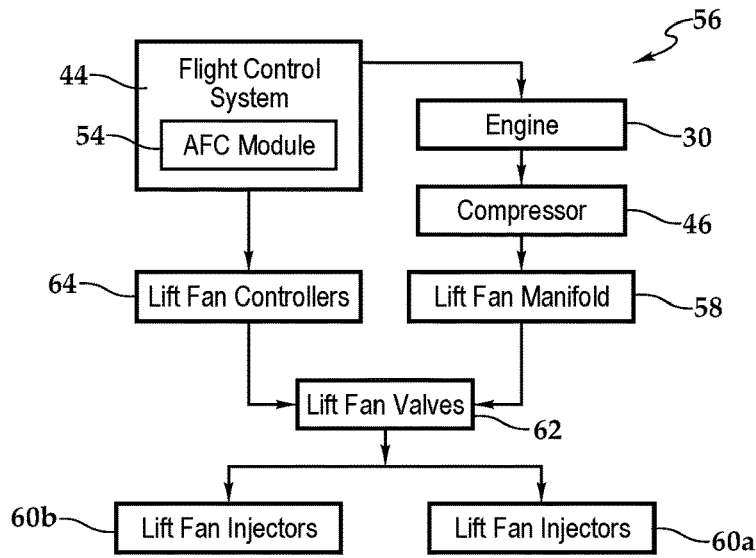 56
44
Flight Control
System
54
AFC Module
Engine
30
Compressor
46
64
Lift Fan Controllers
Lift Fan Manifold
58
Lift Fan Valves
62
60b
Lift Fan Injectors
Lift Fan Injectors
60a